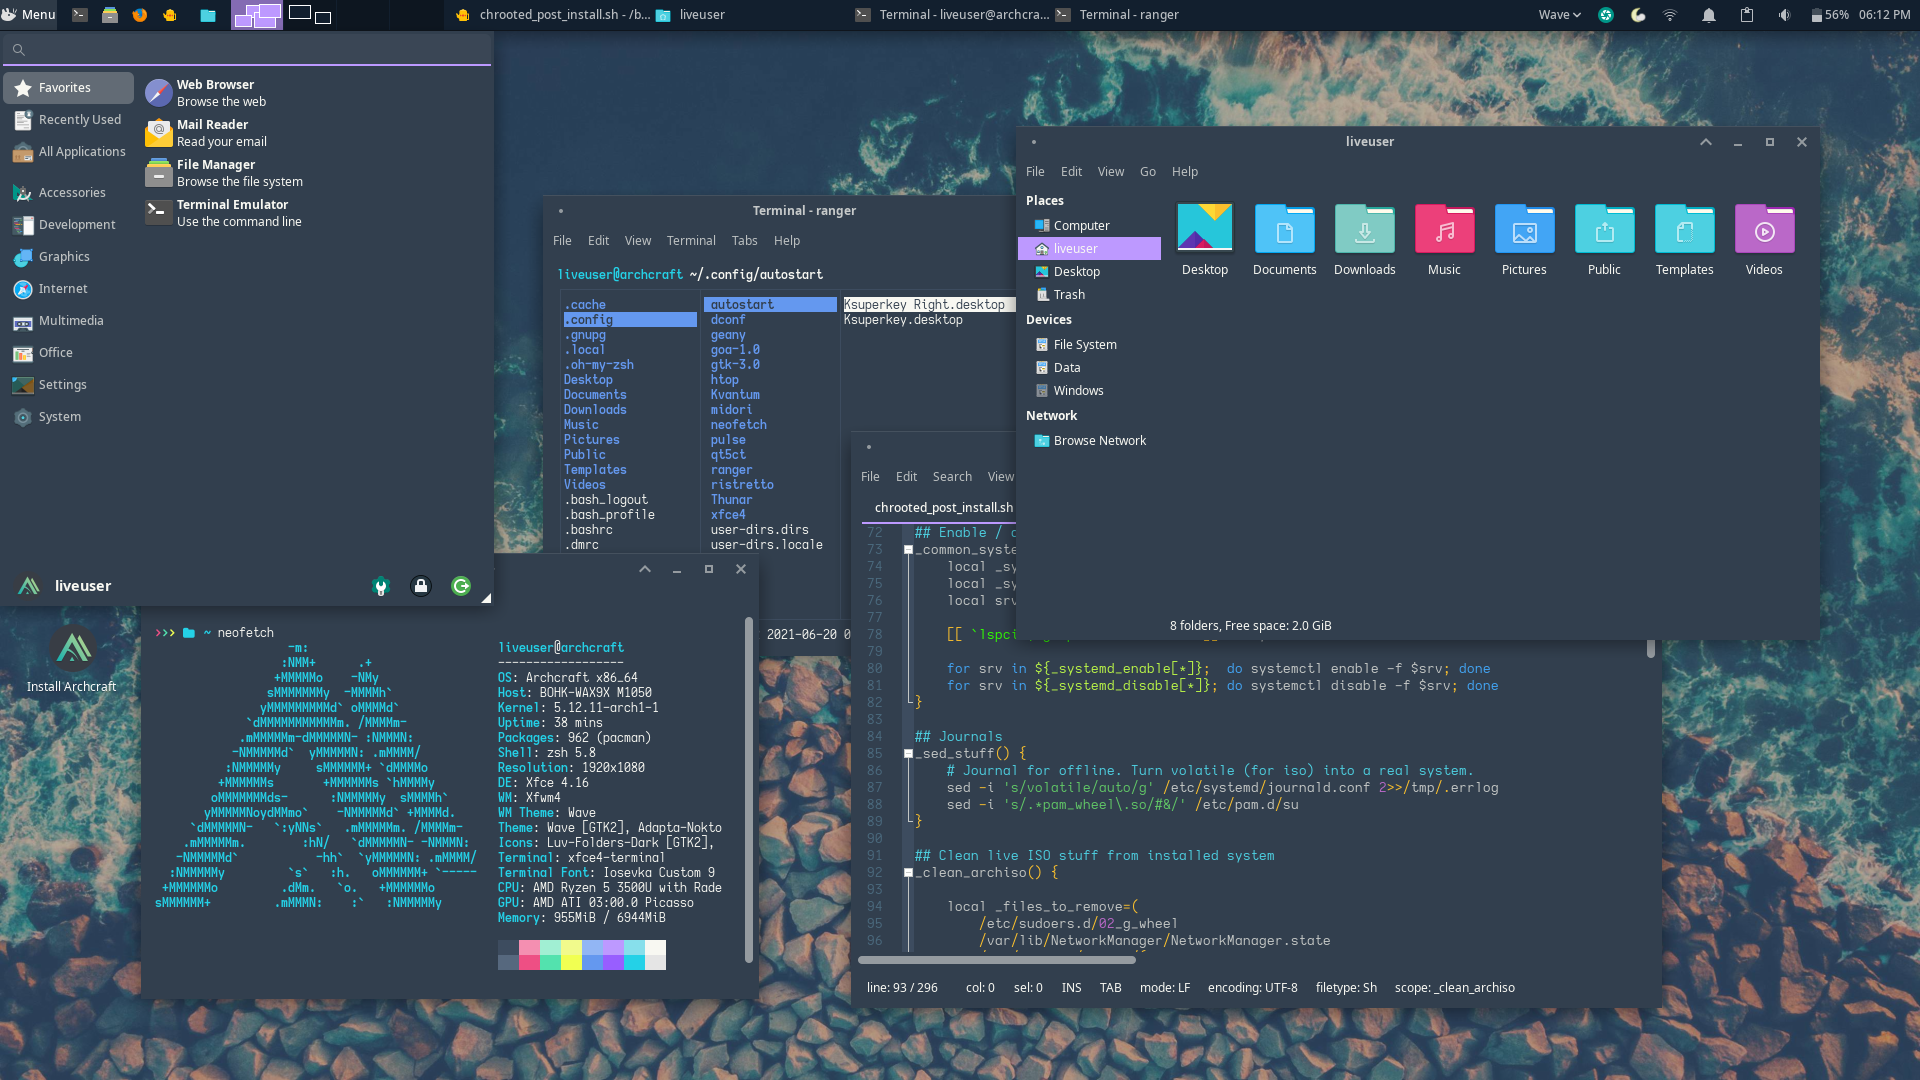 Menu
chrooted_post_install.sh - /b...
liveuser
Terminal - liveuser@archcra...
Terminal - ranger
Wave
56%
06:12 PM
Favorites
Recently Used
All Applications
Accessories
Development
Graphics
Internet
Multimedia
Office
Settings
System
Web Browser
Browse the web
Mail Reader
Read your email
File Manager
Browse the file system
Terminal Emulator
Use the command line
liveuser
Install Archcraft
Terminal - ranger
File Edit View Terminal Tabs Help
liveuser@archcraft ~/.config/autostart
.cache
.config
.gnupg
.local
.oh-my-zsh
Desktop
Documents
Downloads
Music
Pictures
Public
Templates
Videos
.bash_logout
.bash_profile
.bashrc
.dmrc
autostart
dconf
geany
goa-1.0
gtk-3.0
htop
Kvantum
midori
neofetch
pulse
qt5ct
ranger
ristretto
Thunar
xfce4
user-dirs.dirs
user-dirs.locale
Ksuperkey Right.desktop
Ksuperkey.desktop
2021-06-20 0
liveuser
File Edit View Go Help
Places
Computer
liveuser
Desktop
Trash
Devices
File System
Data
Windows
Network
Browse Network
Desktop
Documents
Downloads
Music
Pictures
Public
Templates
Videos
8 folders, Free space: 2.0 GiB
❯❯❯ ~ neofetch
-m:
:NMM+ .+
+MMMMMo -NMy
sMMMMMMMy -MMMMh`
yMMMMMMMMMd` oMMMMd`
`dMMMMMMMMMMMm. /MMMMm-
.mMMMMMm-dMMMMMN- :NMMMN:
-NMMMMMd` yMMMMMN: .mMMMM/
:NMMMMMy sMMMMMM+ `dMMMMo
+MMMMMMs +MMMMMMs `hMMMMy
oMMMMMMMds- :NMMMMMy sMMMMh`
yMMMMMNoydMMmo` -NMMMMMd` +MMMMd.
`dMMMMMN- `:yNNs` .mMMMMMm. /MMMMm-
.mMMMMMm. :hN/ `dMMMMMN- -NMMMN:
-NMMMMMd` -hh` `yMMMMMN: .mMMMM/
:NMMMMMy `s` :h. oMMMMMM+ `-----
+MMMMMMo .dMm. `o. +MMMMMMo
sMMMMMM+ .mMMMN: :` :NMMMMMy
liveuser@archcraft
------------------
OS: Archcraft x86_64
Host: BOHK-WAX9X M1050
Kernel: 5.12.11-arch1-1
Uptime: 38 mins
Packages: 962 (pacman)
Shell: zsh 5.8
Resolution: 1920x1080
DE: Xfce 4.16
WM: Xfwm4
WM Theme: Wave
Theme: Wave [GTK2], Adapta-Nokto
Icons: Luv-Folders-Dark [GTK2],
Terminal: xfce4-terminal
Terminal Font: Iosevka Custom 9
CPU: AMD Ryzen 5 3500U with Rade
GPU: AMD ATI 03:00.0 Picasso
Memory: 955MiB / 6944MiB
File Edit Search View
chrooted_post_install.sh
72 ## Enable /
73 _common_syste
74 local _sy
75 local _sy
76 local srv
77
78 [[ `lspci
79
80 for srv in ${_systemd_enable[*]}; do systemctl enable -f $srv; done
81 for srv in ${_systemd_disable[*]}; do systemctl disable -f $srv; done
82 }
83
84 ## Journals
85 _sed_stuff() {
86 # Journal for offline. Turn volatile (for iso) into a real system.
87 sed -i 's/volatile/auto/g' /etc/systemd/journald.conf 2>>/tmp/.errlog
88 sed -i 's/.*pam_wheel\.so/#&/' /etc/pam.d/su
89 }
90
91 ## Clean live ISO stuff from installed system
92 _clean_archiso() {
93
94 local _files_to_remove=(
95 /etc/sudoers.d/02_g_wheel
96 /var/lib/NetworkManager/NetworkManager.state
line: 93 / 296 col: 0 sel: 0 INS TAB mode: LF encoding: UTF-8 filetype: Sh scope: _clean_archiso